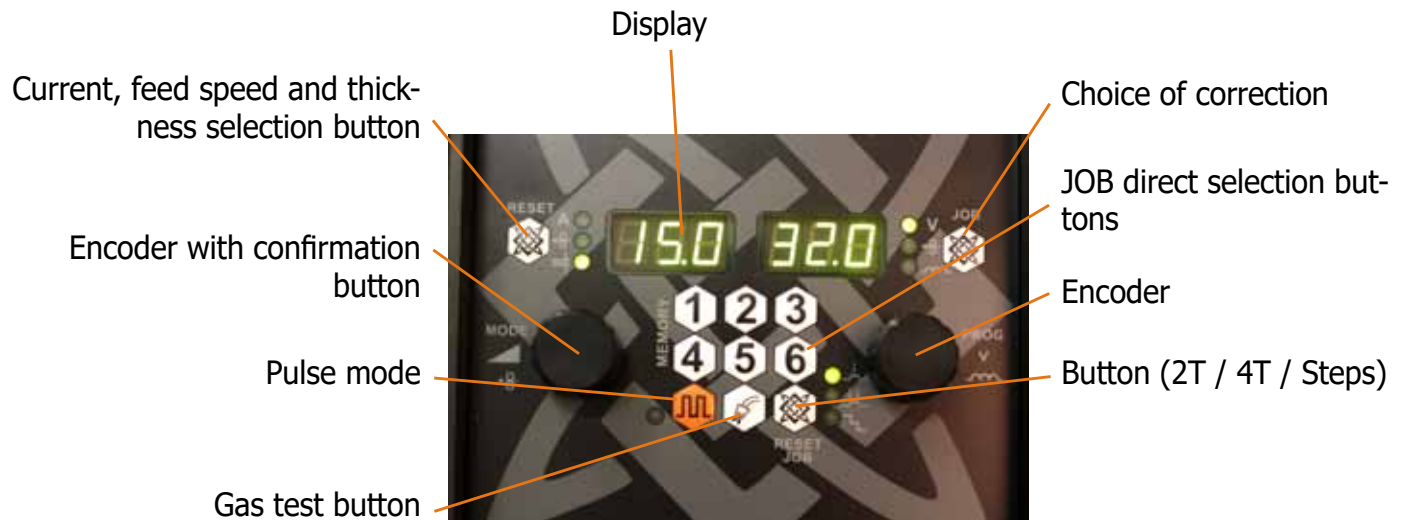 Display
Current, feed speed and thick-
ness selection button
Choice of correction
JOB direct selection but-
tons
Encoder with confirmation
button
Encoder
Pulse mode
Button (2T / 4T / Steps)
Gas test button
RESET
A
15.0
32.0
V
JOB
1 2 3
MEMORY
4 5 6
MODE
PROG
V
RESET
JOB